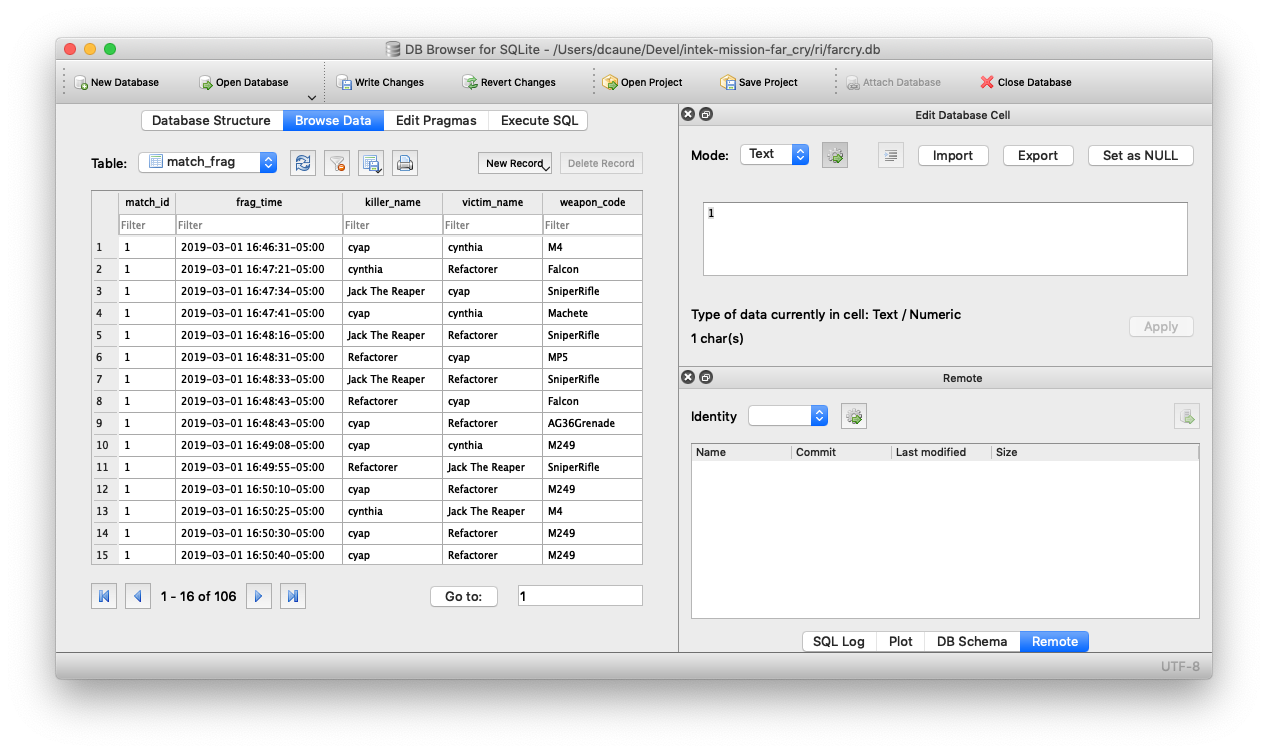 DB Browser for SQLite - /Users/dcaune/Devel/intek-mission-far_cry/ri/farcry.db
New Database Open Database Write Changes Revert Changes Open Project Save Project Attach Database Close Database
Database Structure Browse Data Edit Pragmas Execute SQL
Table: match_frag New Record Delete Record
match_id frag_time killer_name victim_name weapon_code
Filter Filter Filter Filter Filter
1 1 2019-03-01 16:46:31-05:00 cyap cynthia M4
2 1 2019-03-01 16:47:21-05:00 cynthia Refactorer Falcon
3 1 2019-03-01 16:47:34-05:00 Jack The Reaper cyap SniperRifle
4 1 2019-03-01 16:47:41-05:00 cyap cynthia Machete
5 1 2019-03-01 16:48:16-05:00 Jack The Reaper Refactorer SniperRifle
6 1 2019-03-01 16:48:31-05:00 Refactorer cyap MP5
7 1 2019-03-01 16:48:33-05:00 Jack The Reaper Refactorer SniperRifle
8 1 2019-03-01 16:48:43-05:00 Refactorer cyap Falcon
9 1 2019-03-01 16:48:43-05:00 cyap Refactorer AG36Grenade
10 1 2019-03-01 16:49:08-05:00 cyap cynthia M249
11 1 2019-03-01 16:49:55-05:00 Refactorer Jack The Reaper SniperRifle
12 1 2019-03-01 16:50:10-05:00 cyap Refactorer M249
13 1 2019-03-01 16:50:25-05:00 cynthia Jack The Reaper M4
14 1 2019-03-01 16:50:30-05:00 cyap Refactorer M249
15 1 2019-03-01 16:50:40-05:00 cyap Refactorer M249
1 - 16 of 106 Go to: 1
Edit Database Cell
Mode: Text Import Export Set as NULL
1
Type of data currently in cell: Text / Numeric
1 char(s)
Apply
Remote
Identity
Name Commit Last modified Size
SQL Log Plot DB Schema Remote
UTF-8